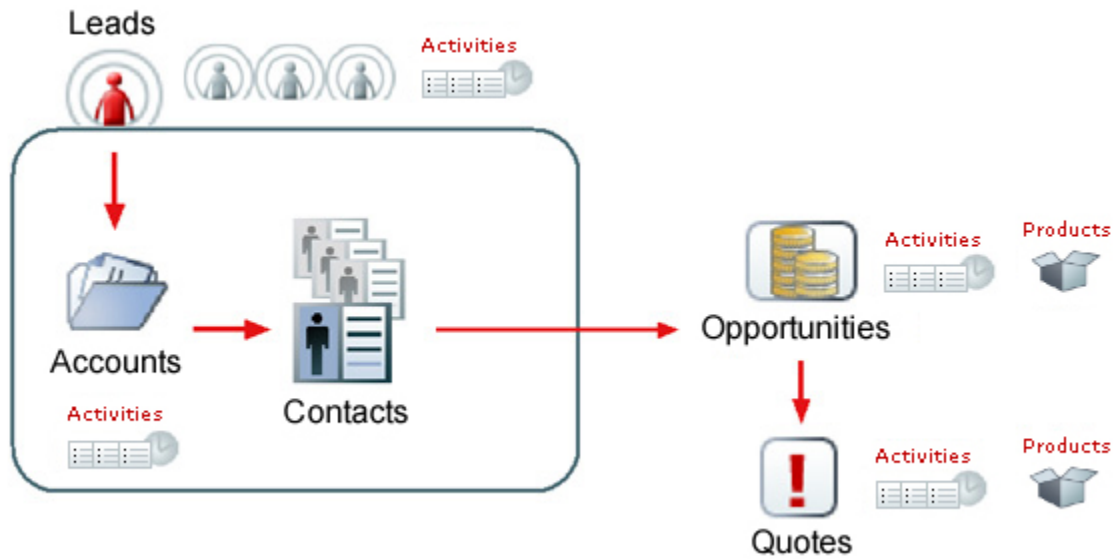 Leads
Activities
Accounts
Activities
Contacts
Opportunities
Activities
Products
Quotes
Activities
Products